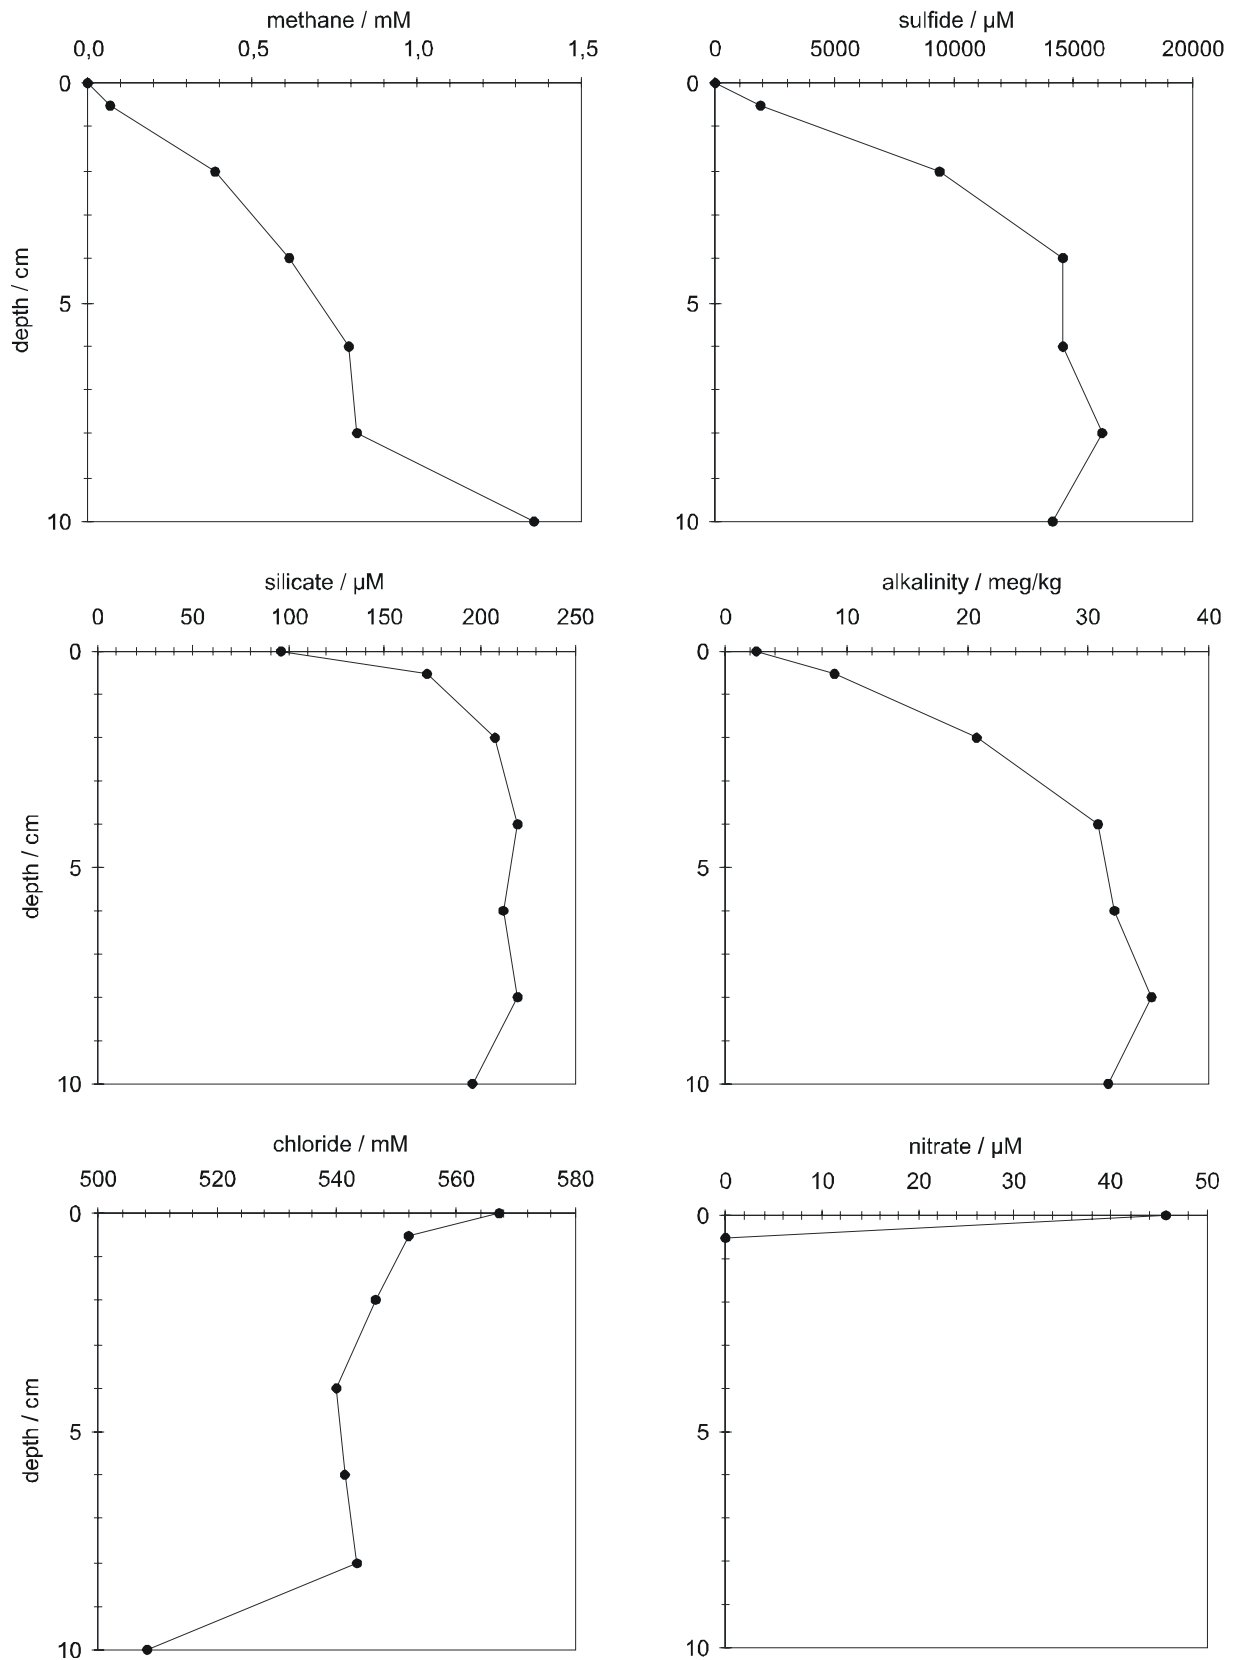 methane / mM
0,0 0,5 1,0 1,5
0
5
10
depth / cm
sulfide / µM
0 5000 10000 15000 20000
0
5
10
silicate / µM
0 50 100 150 200 250
0
5
10
depth / cm
alkalinity / meg/kg
0 10 20 30 40
0
5
10
chloride / mM
500 520 540 560 580
0
5
10
depth / cm
nitrate / µM
0 10 20 30 40 50
0
5
10